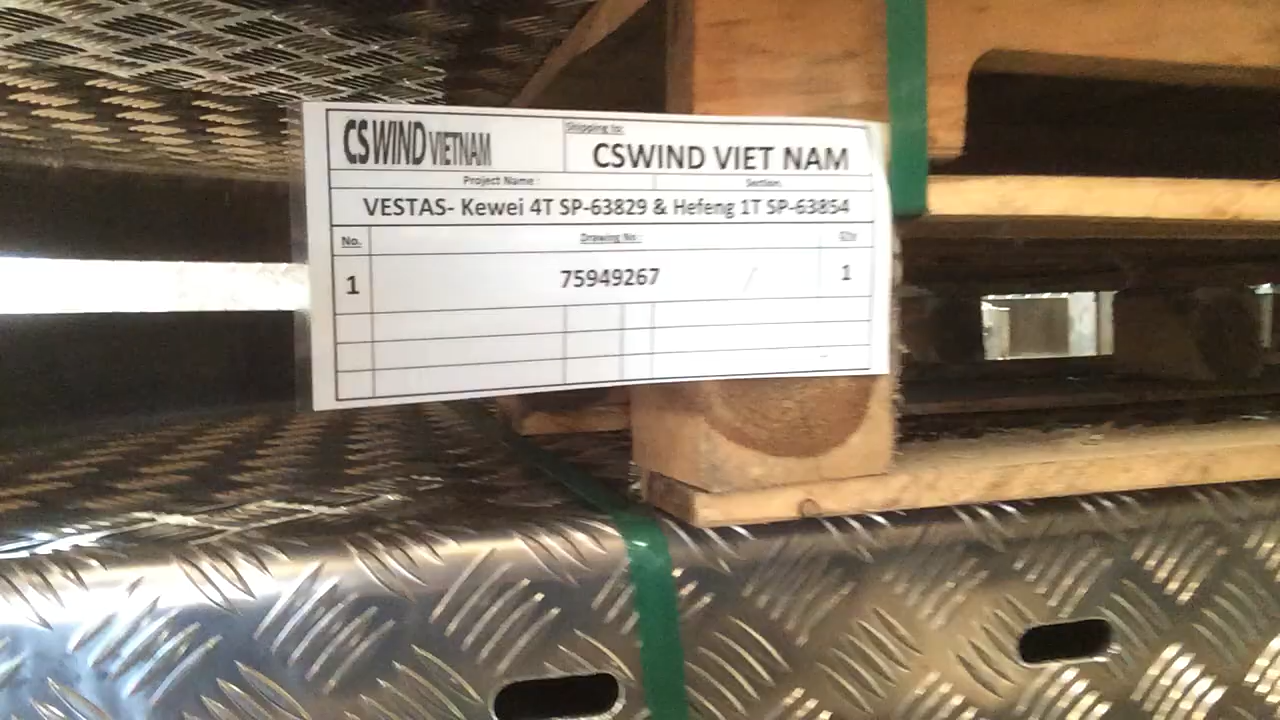 CS WIND VIETNAM
Shipping to:
CSWIND VIET NAM
Project Name :
Section
VESTAS- Kewei 4T SP-63829 & Hefeng 1T SP-63854
No.
Drawing No :
Q'ty
1
75949267
/
1